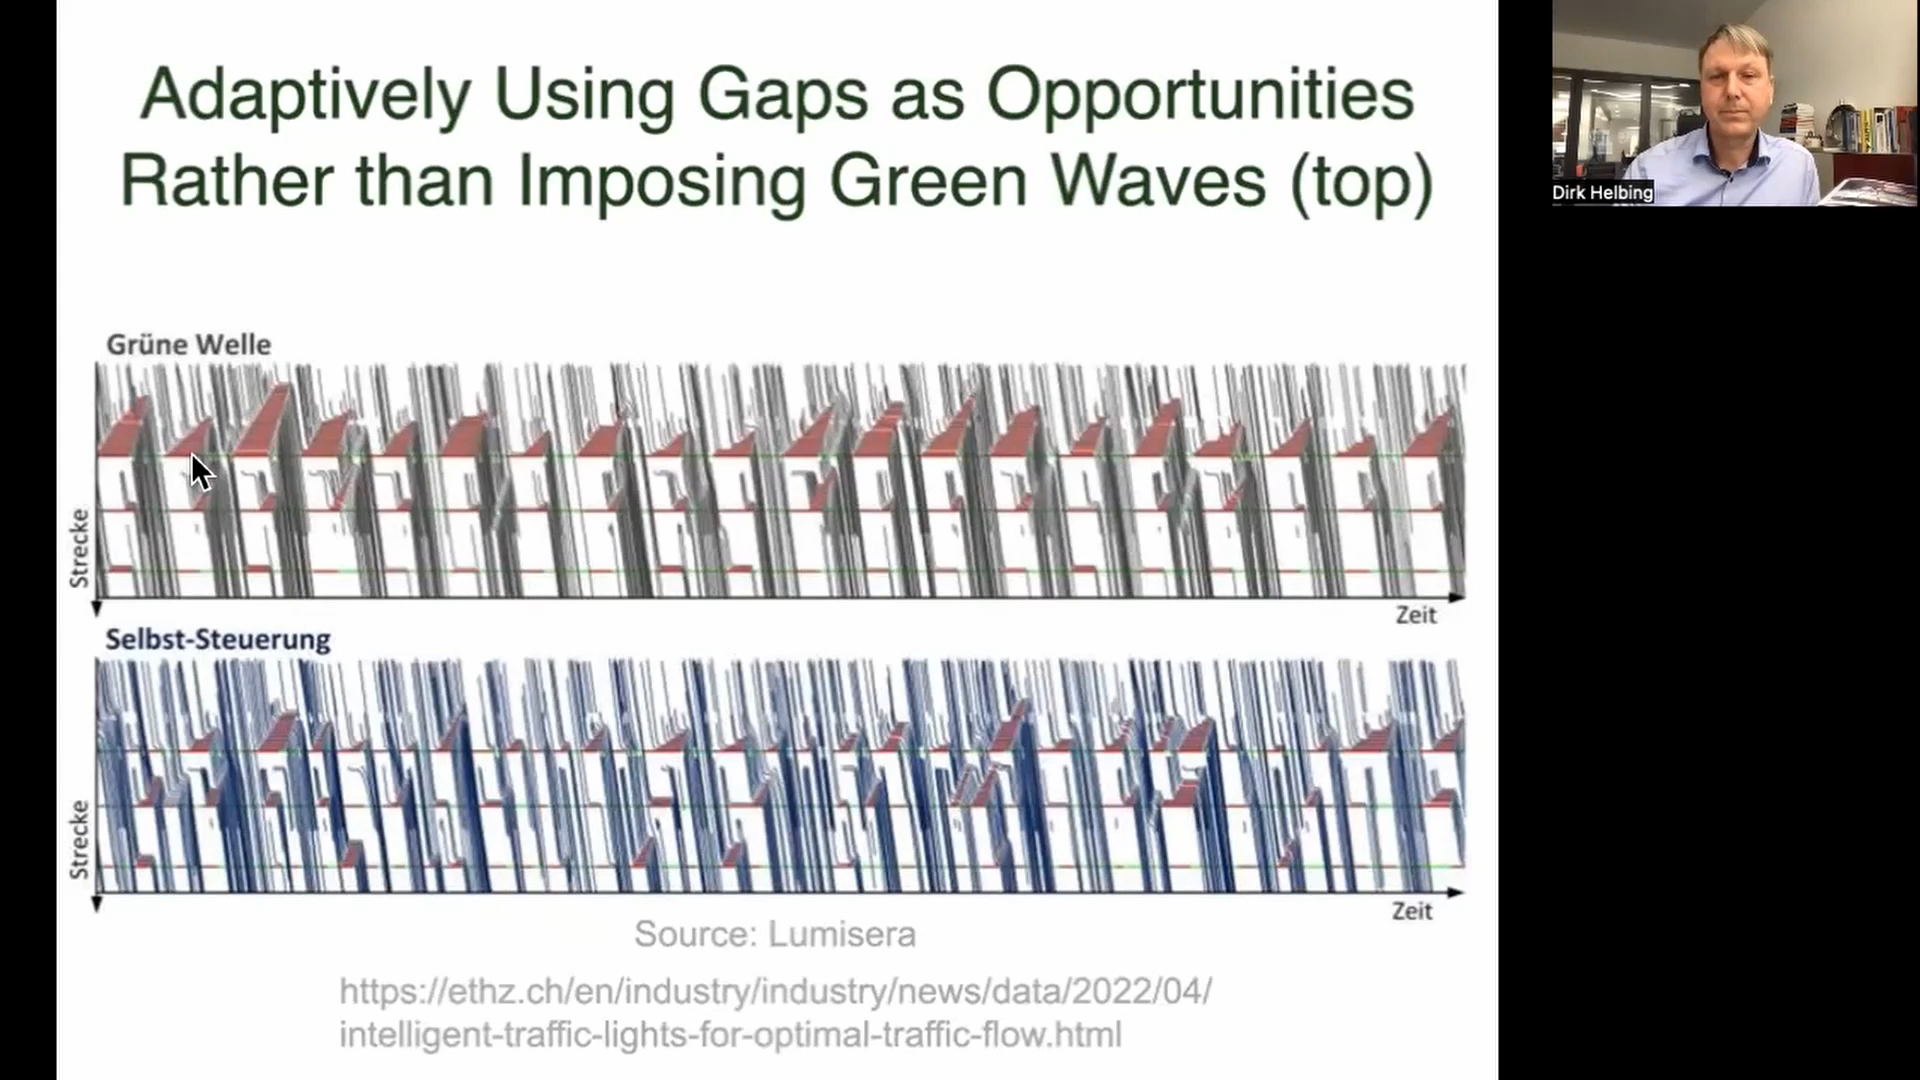 Adaptively Using Gaps as Opportunities
Rather than Imposing Green Waves (top)
Dirk Helbing
Grüne Welle
Strecke
Zeit
Selbst-Steuerung
Strecke
Zeit
Source: Lumisera
https://ethz.ch/en/industry/industry/news/data/2022/04/
intelligent-traffic-lights-for-optimal-traffic-flow.html